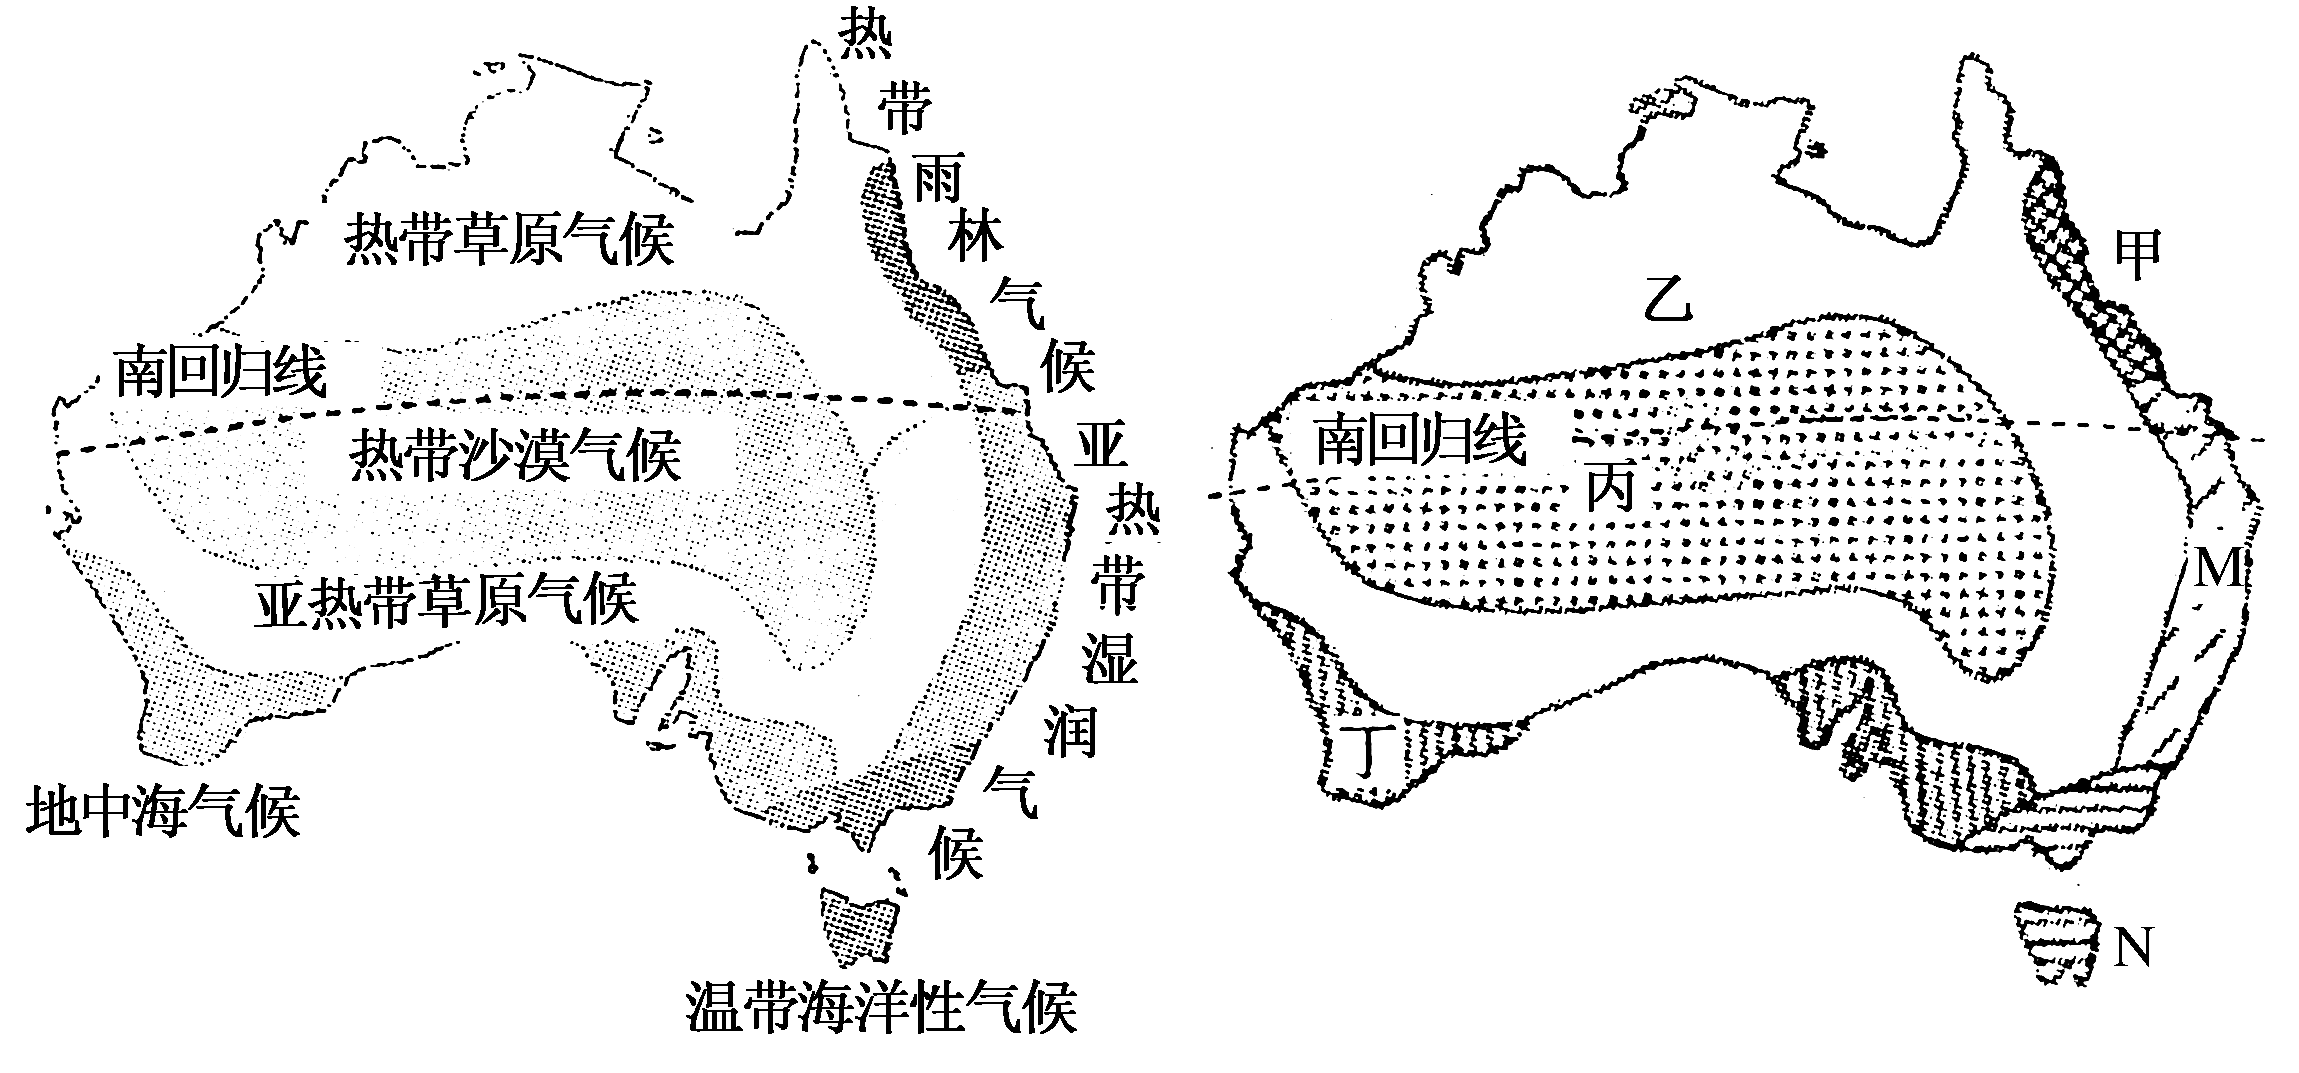 热带雨林气候
热带草原气候
南回归线
热带沙漠气候
亚热带湿润气候
亚热带草原气候
地中海气候
温带海洋性气候
甲
乙
南回归线
丙
M
丁
N